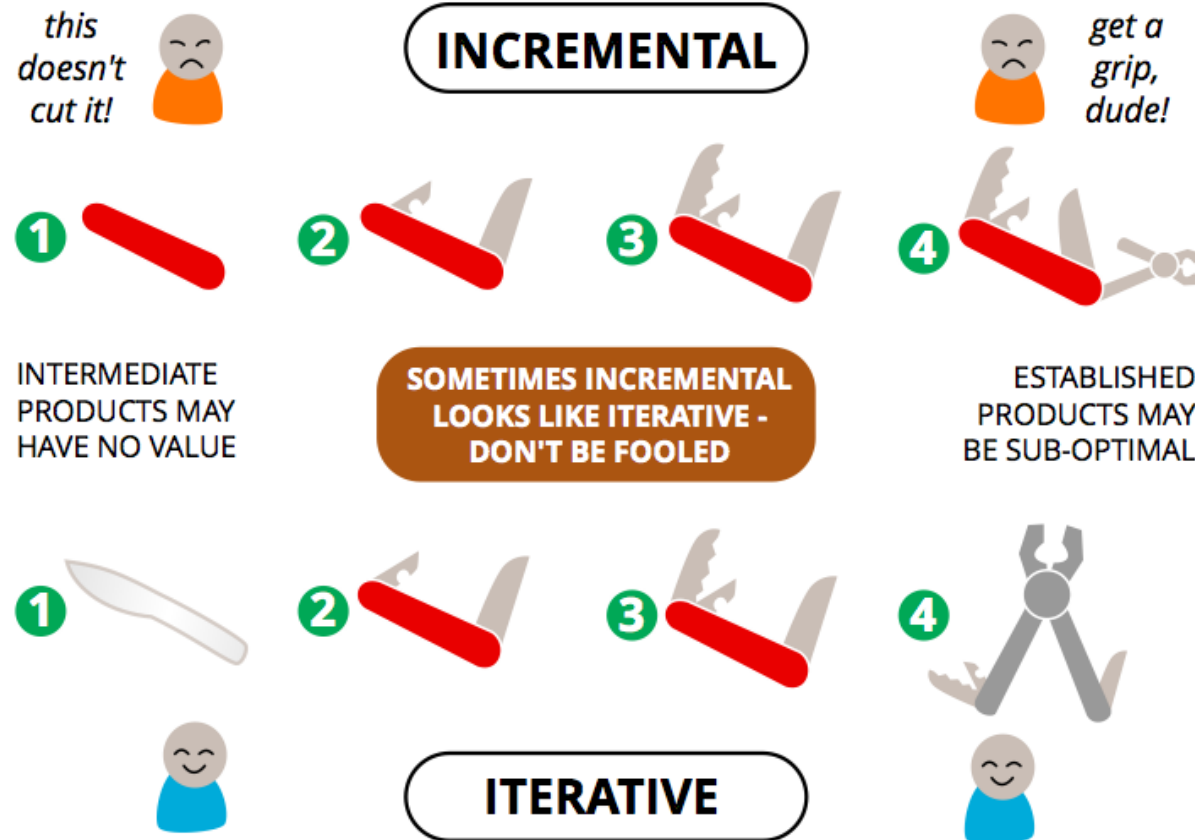 this
doesn't
cut it!
INCREMENTAL
get a
grip,
dude!
1
2
3
4
INTERMEDIATE
PRODUCTS MAY
HAVE NO VALUE
SOMETIMES INCREMENTAL
LOOKS LIKE ITERATIVE -
DON'T BE FOOLED
ESTABLISHED
PRODUCTS MAY
BE SUB-OPTIMAL
1
2
3
4
ITERATIVE